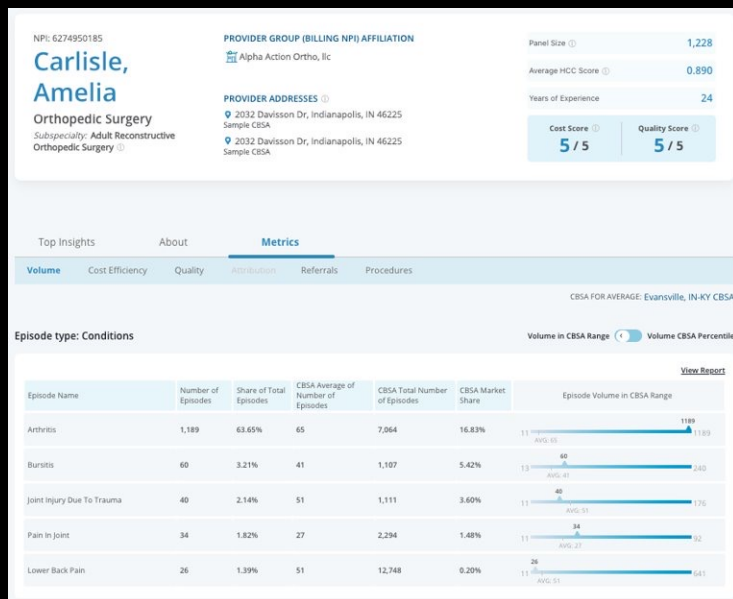 NPI: 6274950185
Carlisle,
Amelia
Orthopedic Surgery
Subspecialty: Adult Reconstructive
Orthopedic Surgery
PROVIDER GROUP (BILLING NPI) AFFILIATION
Alpha Action Ortho, llc
PROVIDER ADDRESSES
2032 Davisson Dr, Indianapolis, IN 46225
Sample CBSA
2032 Davisson Dr, Indianapolis, IN 46225
Sample CBSA
Panel Size 1,228
Average HCC Score 0.890
Years of Experience 24
Cost Score Quality Score
5 / 5 5 / 5
Top Insights About Metrics
Volume Cost Efficiency Quality Attribution Referrals Procedures
CBSA FOR AVERAGE: Evansville, IN-KY CBSA
Episode type: Conditions
Volume in CBSA Range Volume CBSA Percentile
View Report
Episode Name Number of Episodes Share of Total Episodes CBSA Average of Number of Episodes CBSA Total Number of Episodes CBSA Market Share Episode Volume in CBSA Range
Arthritis 1,189 63.65% 65 7,064 16.83% 11 AVG: 65 1189 1189
Bursitis 60 3.21% 41 1,107 5.42% 13 AVG: 41 60 240
Joint Injury Due To Trauma 40 2.14% 51 1,111 3.60% 11 AVG: 51 40 176
Pain In Joint 34 1.82% 27 2,294 1.48% 11 AVG: 27 34 92
Lower Back Pain 26 1.39% 51 12,748 0.20% 11 AVG: 51 26 641